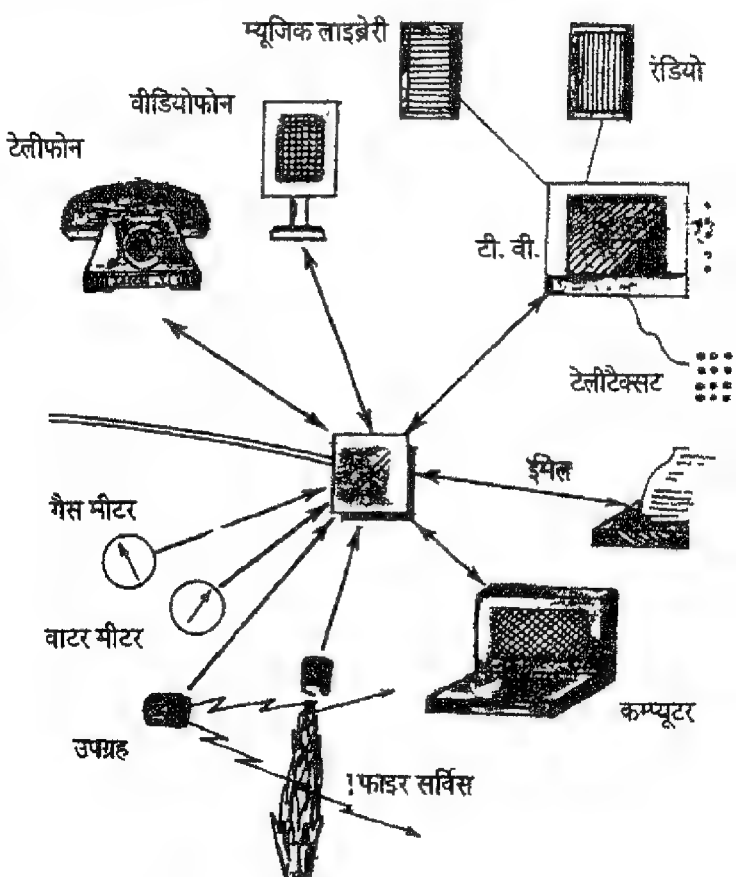 म्यूजिक लाइब्रेरी
रेडियो
वीडियोफोन
टेलीफोन
टी. वी.
टेलीटैक्सट
ईमेल
गैस मीटर
वाटर मीटर
कम्प्यूटर
उपग्रह
फाइर सर्विस